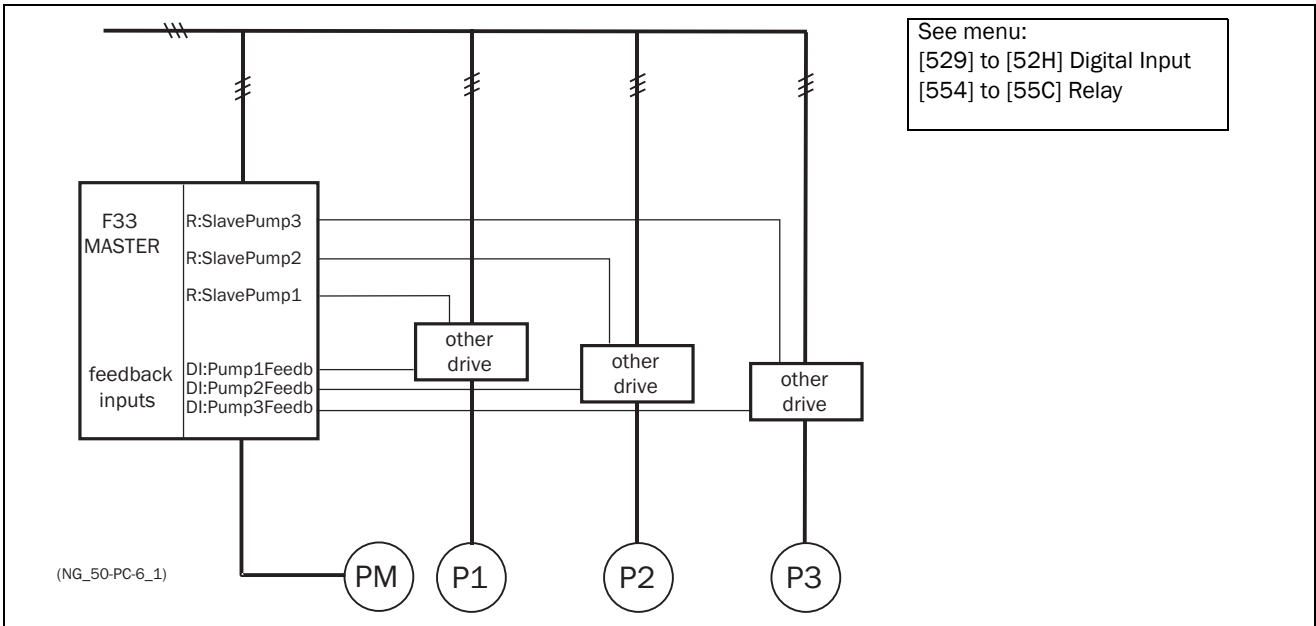 See menu:
[529] to [52H] Digital Input
[554] to [55C] Relay
F33
MASTER
R:SlavePump3
R:SlavePump2
R:SlavePump1
feedback
inputs
DI:Pump1Feedb
DI:Pump2Feedb
DI:Pump3Feedb
other
drive
other
drive
other
drive
(NG_50-PC-6_1)
PM
P1
P2
P3